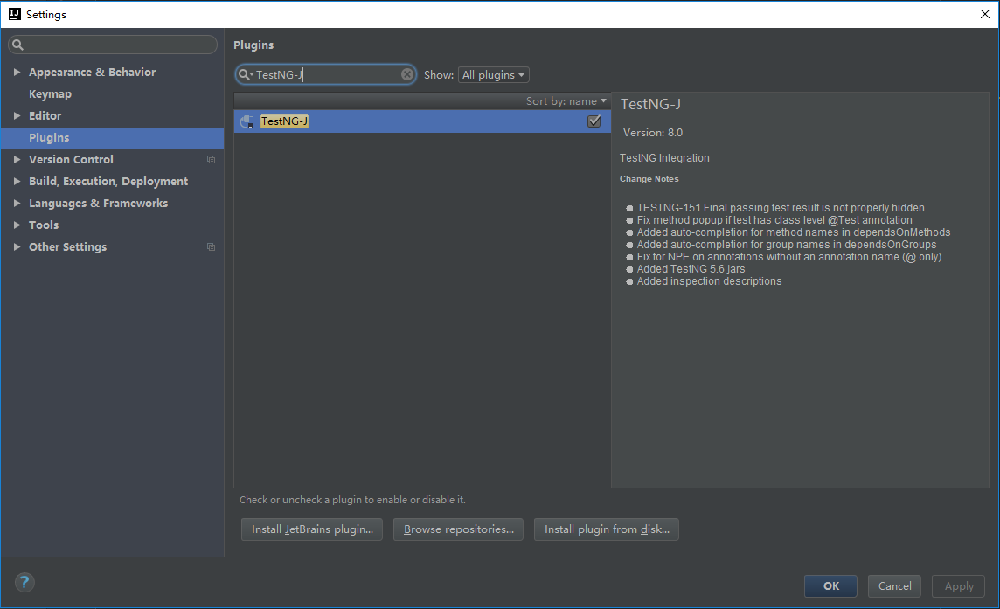 Settings
Appearance & Behavior
Keymap
Editor
Plugins
Version Control
Build, Execution, Deployment
Languages & Frameworks
Tools
Other Settings
Plugins
TestNG-J
Show: All plugins
Sort by: name
TestNG-J
TestNG-J
Version: 8.0
TestNG Integration
Change Notes
TESTNG-151 Final passing test result is not properly hidden
Fix method popup if test has class level @Test annotation
Added auto-completion for method names in dependsOnMethods
Added auto-completion for group names in dependsOnGroups
Fix for NPE on annotations without an annotation name (@ only).
Added TestNG 5.6 jars
Added inspection descriptions
Check or uncheck a plugin to enable or disable it.
Install JetBrains plugin... Browse repositories... Install plugin from disk...
? OK Cancel Apply